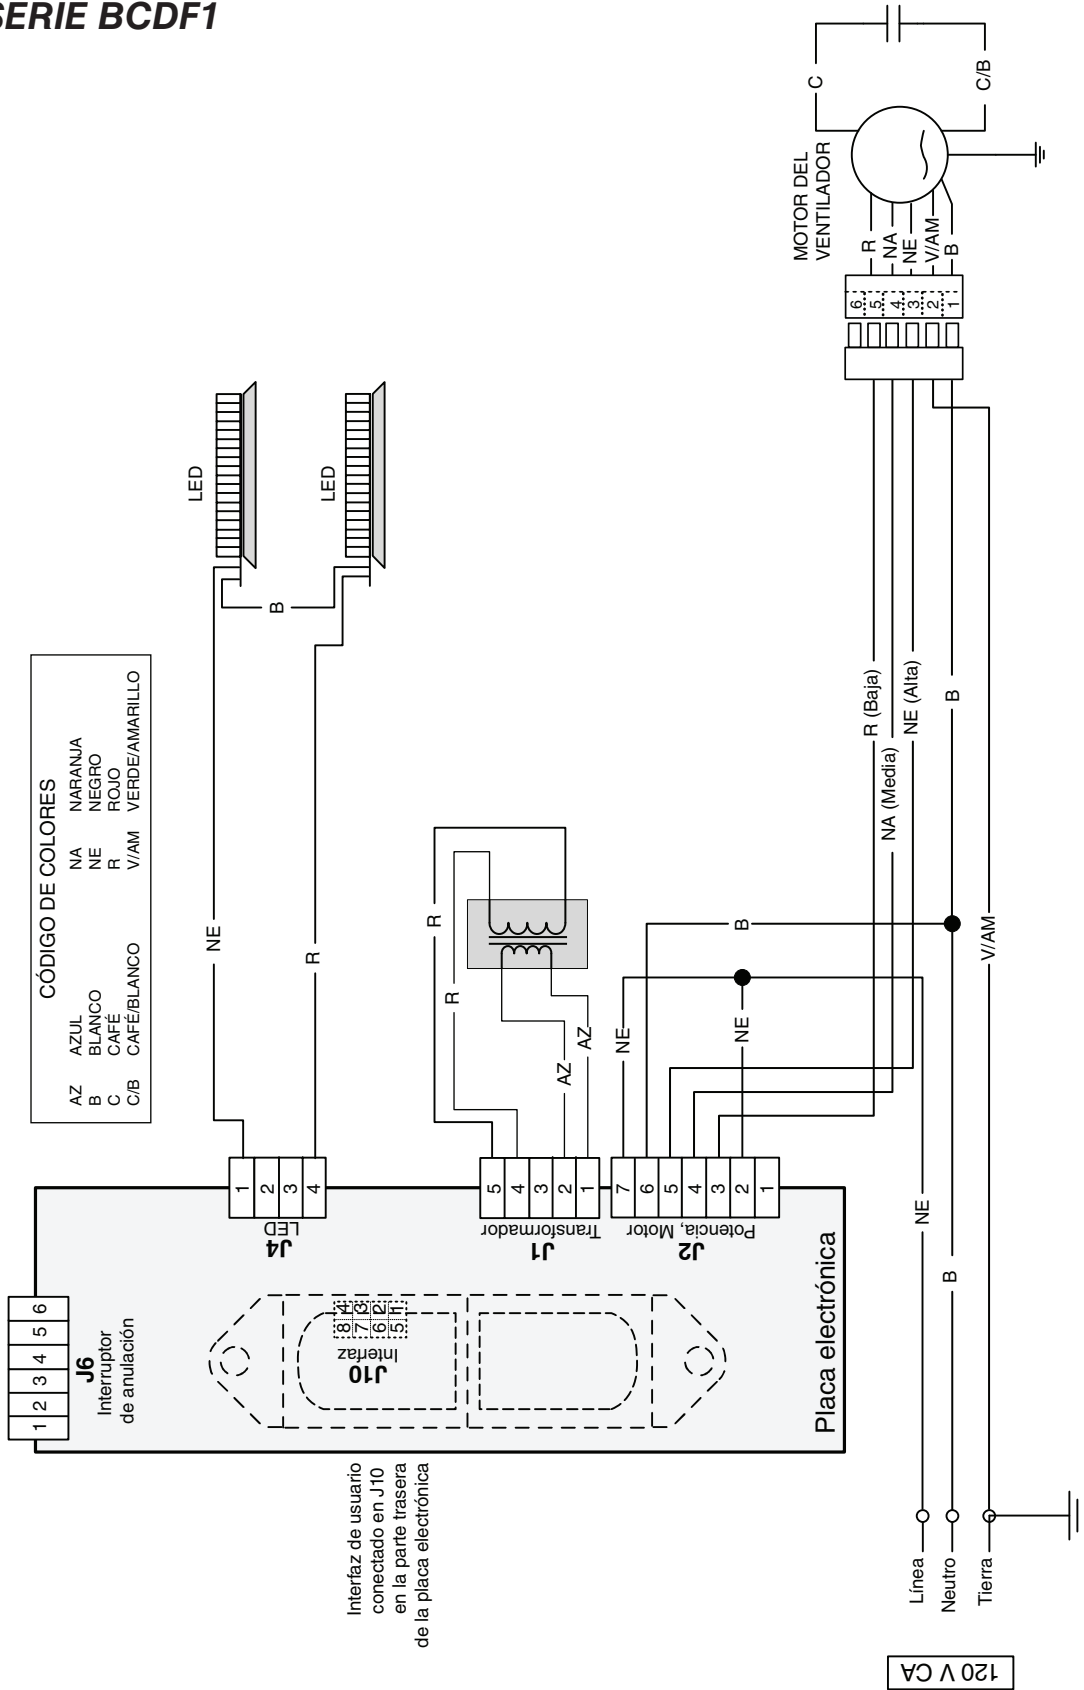 SERIE BCDF1
CÓDIGO DE COLORES
AZ AZUL NA NARANJA
B BLANCO NE NEGRO
C CAFÉ R ROJO
C/B CAFÉ/BLANCO V/AM VERDE/AMARILLO
J6
Interruptor
de anulación
1 2 3 4 5 6
J4
LED
1
2
3
4
NE
R
B
LED
LED
J1
Transformador
5
4
3
2
1
R
R
AZ
AZ
J2
Potencia, Motor
7
6
5
4
3
2
1
NE
NE
B
R (Baja)
NA (Media)
NE (Alta)
B
V/AM
J10
Interfaz
8 4
7 3
6 2
5 1
Placa electrónica
Interfaz de usuario
conectado en J10
en la parte trasera
de la placa electrónica
MOTOR DEL
VENTILADOR
C
C/B
R
NA
NE
V/AM
B
6
5
4
3
2
1
NE
B
Línea
Neutro
Tierra
120 V CA